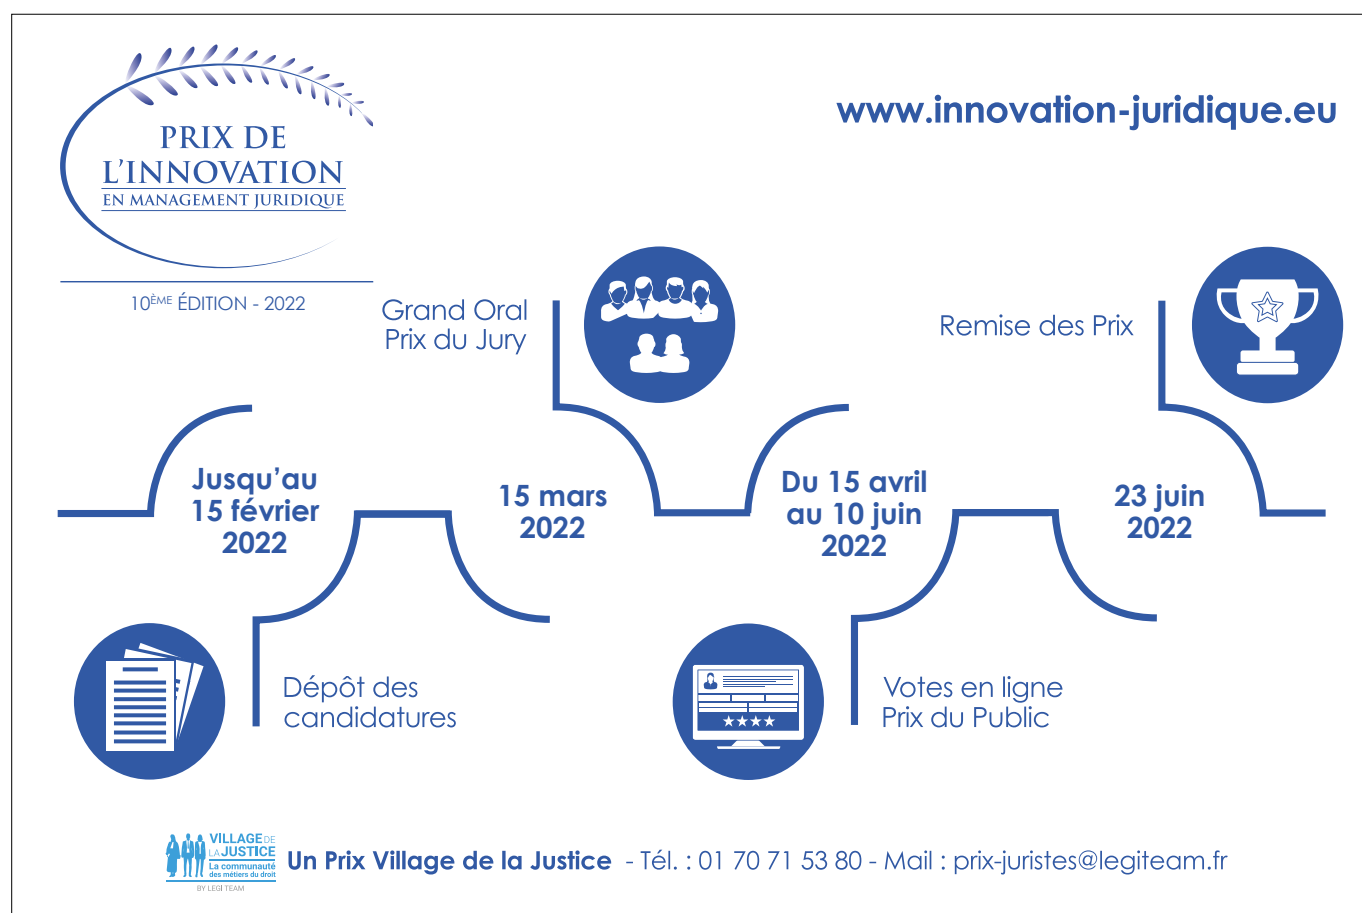 PRIX DE
L'INNOVATION
EN MANAGEMENT JURIDIQUE
10ÈME ÉDITION - 2022
www.innovation-juridique.eu
Grand Oral
Prix du Jury
Remise des Prix
Jusqu'au
15 février
2022
15 mars
2022
Du 15 avril
au 10 juin
2022
23 juin
2022
Dépôt des
candidatures
Votes en ligne
Prix du Public
VILLAGE DE
LA JUSTICE
La communauté
des métiers du droit
BY LEGI TEAM
Un Prix Village de la Justice - Tél. : 01 70 71 53 80 - Mail : prix-juristes@legiteam.fr